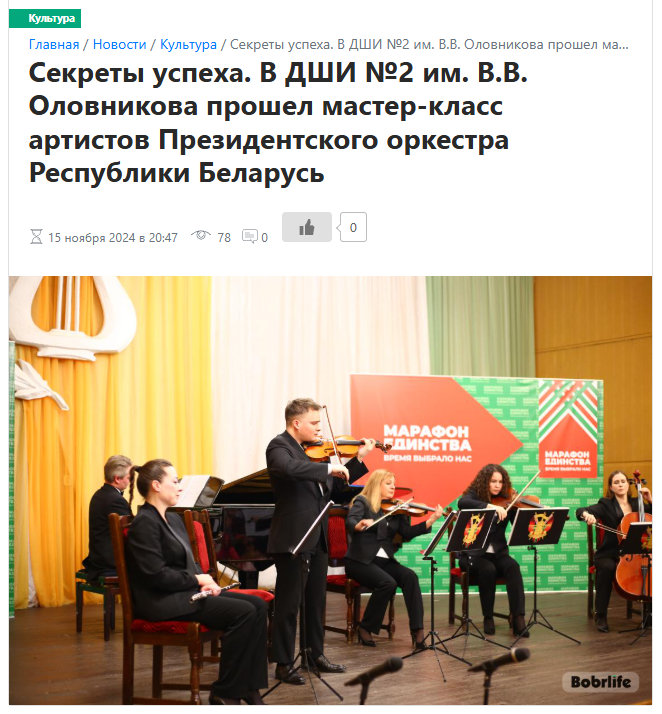 Культура
Главная / Новости / Культура / Секреты успеха. В ДШИ №2 им. В.В. Оловникова прошел ма...
Секреты успеха. В ДШИ №2 им. В.В.
Оловникова прошел мастер-класс
артистов Президентского оркестра
Республики Беларусь
15 ноября 2024 в 20:47 78 0 0
МАРАФОН
ЕДИНСТВА
ВРЕМЯ ВЫБРАЛО НАС
МАРАФОН
ЕДИНСТВА
ВРЕМЯ ВЫБРАЛО НАС
Bobrlife